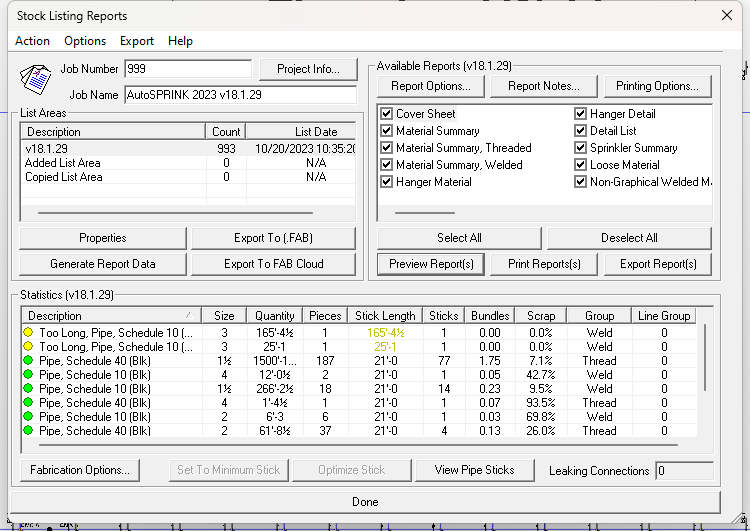 Stock Listing Reports
Action Options Export Help
Job Number 999 Project Info...
Job Name AutoSPRINK 2023 v18.1.29
Available Reports (v18.1.29)
Report Options... Report Notes... Printing Options...
Cover Sheet Hanger Detail
Material Summary Detail List
Material Summary, Threaded Sprinkler Summary
Material Summary, Welded Loose Material
Hanger Material Non-Graphical Welded M
List Areas
Description Count List Date
v18.1.29 993 10/20/2023 10:35:20
Added List Area 0 N/A
Copied List Area 0 N/A
Properties Export To (.FAB)
Generate Report Data Export To FAB Cloud
Select All Deselect All
Preview Report(s) Print Reports(s) Export Report(s)
Statistics (v18.1.29)
Description Size Quantity Pieces Stick Length Sticks Bundles Scrap Group Line Group
Too Long, Pipe, Schedule 10 (... 3 165'-4½ 1 165'-4½ 1 0.00 0.0% Weld 0
Too Long, Pipe, Schedule 10 (... 3 25'-1 1 25'-1 1 0.00 0.0% Weld 0
Pipe, Schedule 40 (Blk) 1½ 1500'-1... 187 21'-0 77 1.75 7.1% Thread 0
Pipe, Schedule 10 (Blk) 4 12'-0½ 2 21'-0 1 0.05 42.7% Weld 0
Pipe, Schedule 10 (Blk) 1½ 266'-2½ 18 21'-0 14 0.23 9.5% Weld 0
Pipe, Schedule 40 (Blk) 4 1'-4½ 1 21'-0 1 0.07 93.5% Thread 0
Pipe, Schedule 10 (Blk) 2 6'-3 6 21'-0 1 0.03 69.8% Weld 0
Pipe, Schedule 40 (Blk) 2 61'-8½ 37 21'-0 4 0.13 26.0% Thread 0
Fabrication Options... Set To Minimum Stick Optimize Stick View Pipe Sticks Leaking Connections 0
Done